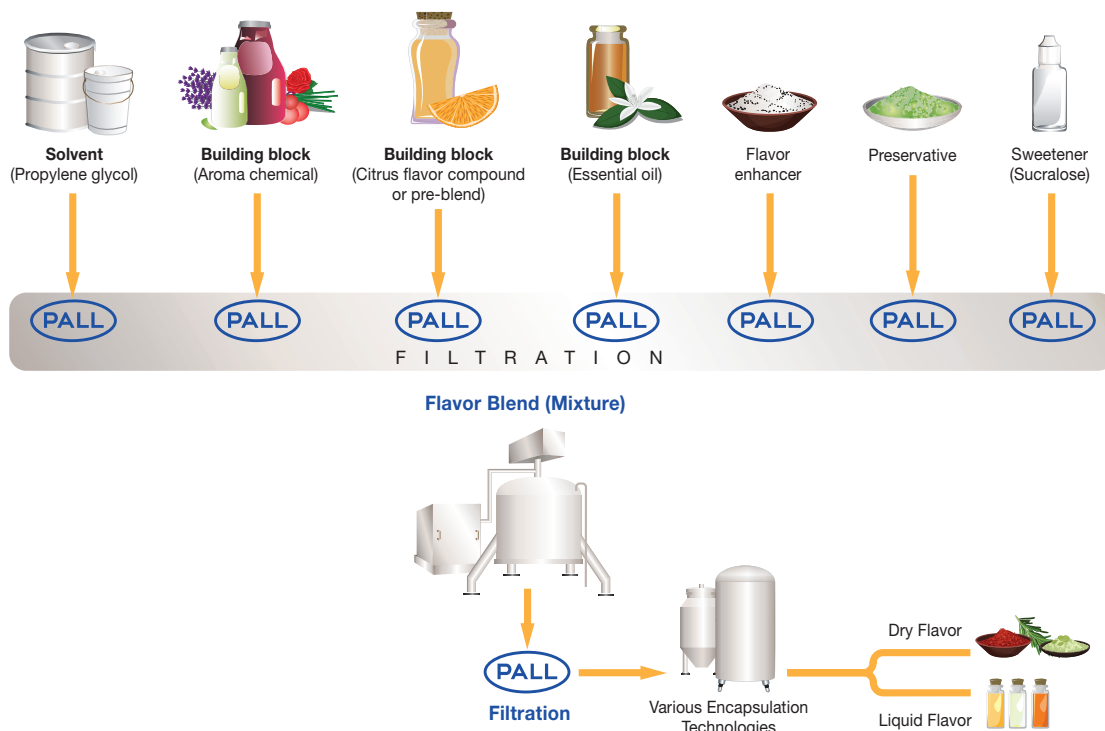 Solvent
(Propylene glycol)
Building block
(Aroma chemical)
Building block
(Citrus flavor compound
or pre-blend)
Building block
(Essential oil)
Flavor
enhancer
Preservative
Sweetener
(Sucralose)
PALL
PALL
PALL
PALL
PALL
PALL
PALL
FILTRATION
Flavor Blend (Mixture)
PALL
Filtration
Various Encapsulation
Technologies
Dry Flavor
Liquid Flavor